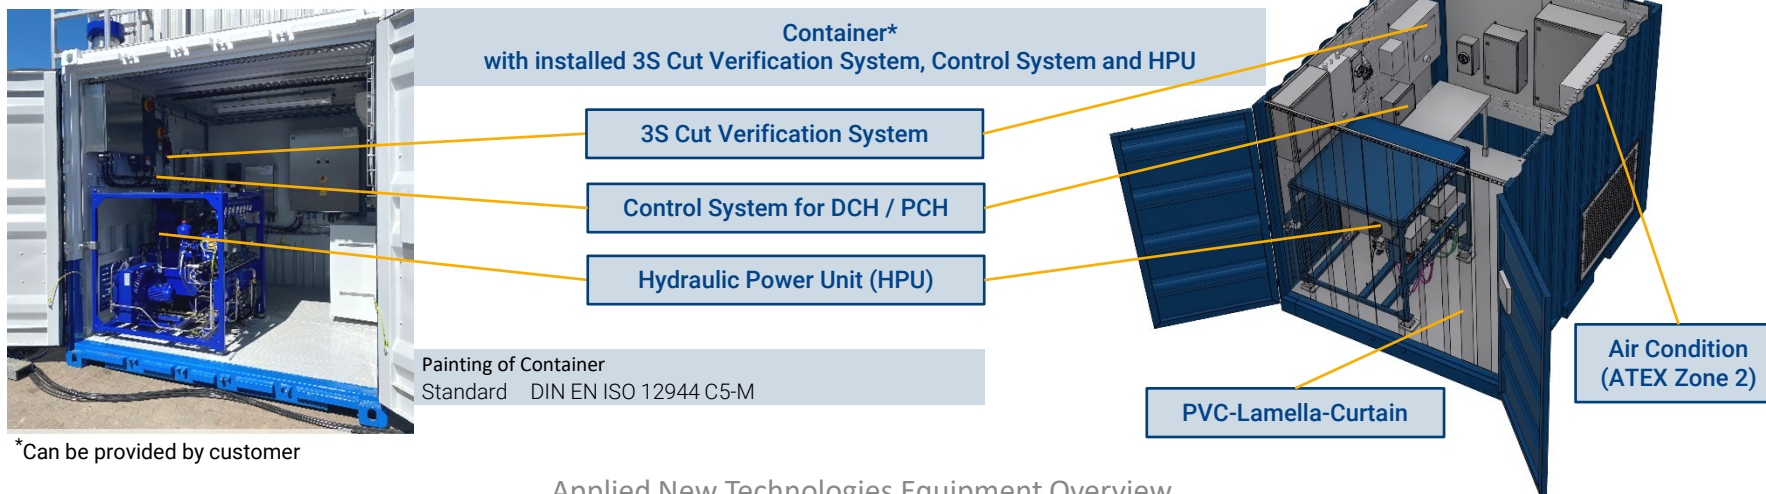 Container*
with installed 3S Cut Verification System, Control System and HPU
3S Cut Verification System
Control System for DCH / PCH
Hydraulic Power Unit (HPU)
Painting of Container
Standard DIN EN ISO 12944 C5-M
Air Condition
(ATEX Zone 2)
PVC-Lamella-Curtain
*Can be provided by customer
Applied New Technologies Equipment Overview